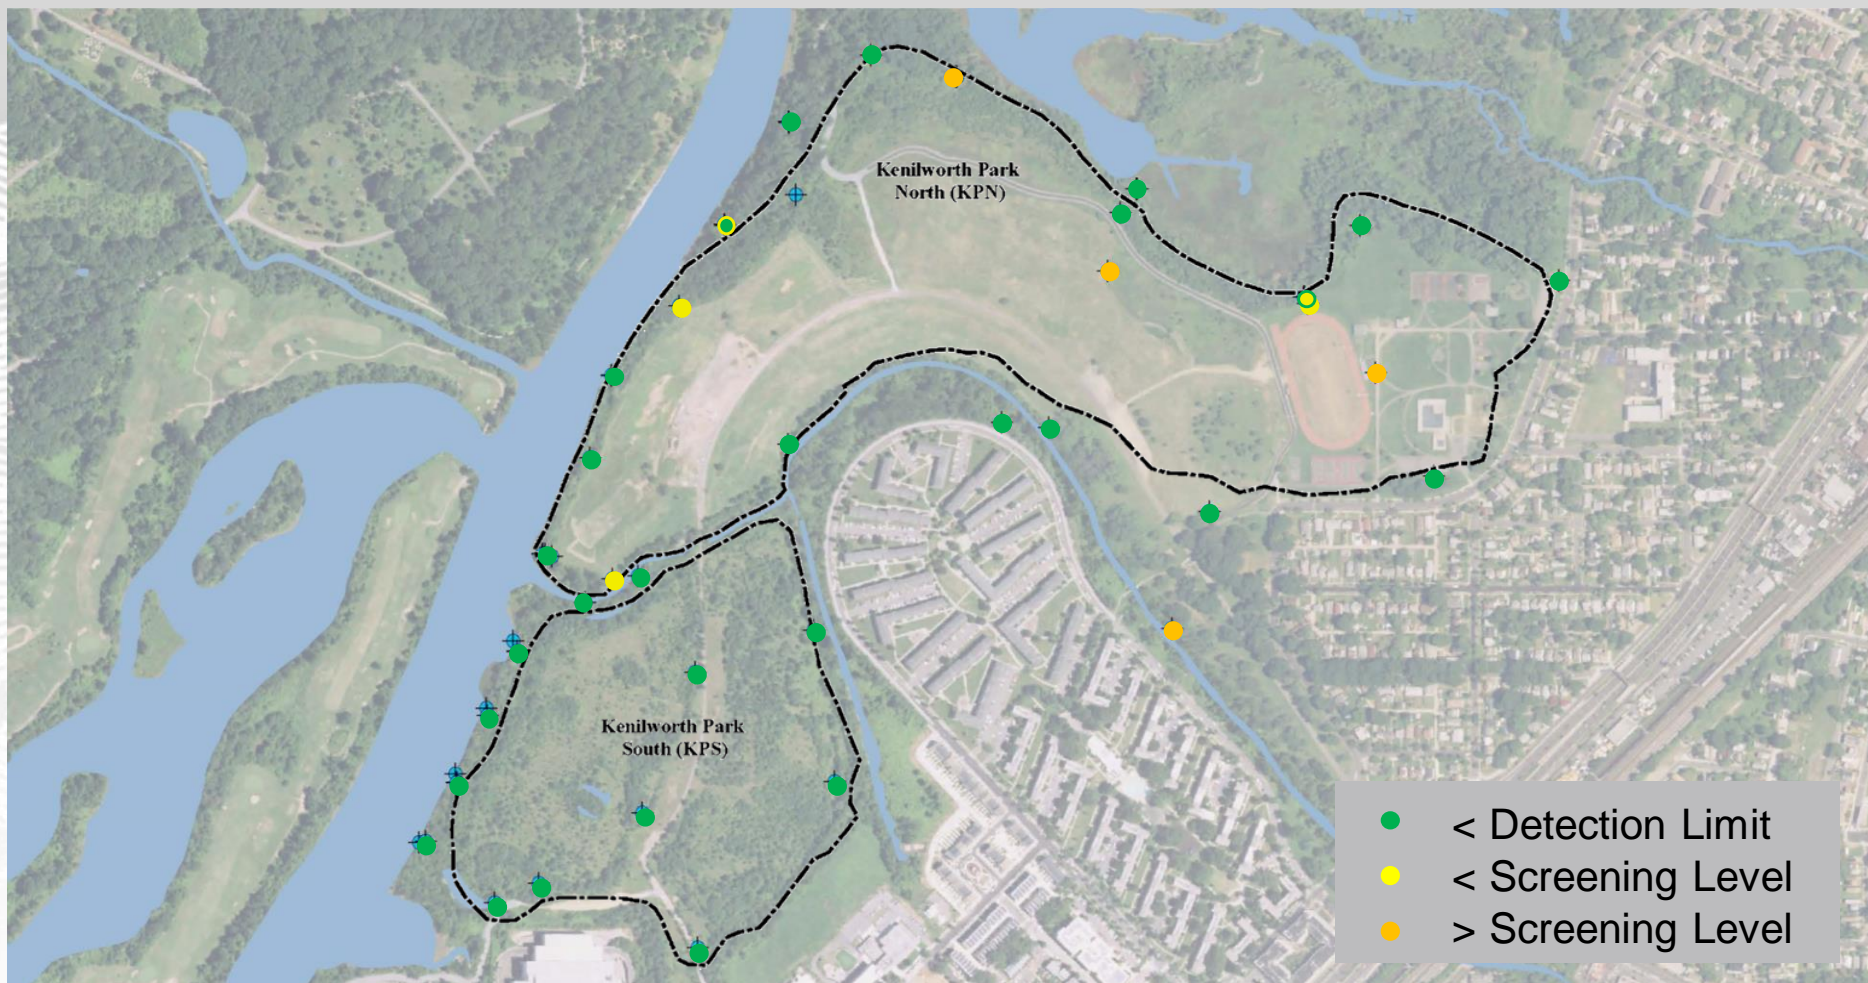 Kenilworth Park
North (KPN)
Kenilworth Park
South (KPS)
< Detection Limit
< Screening Level
> Screening Level